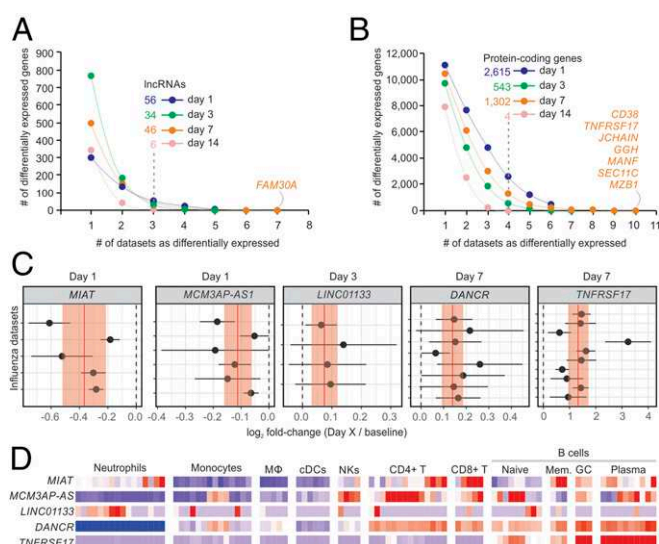 A
# of differentially expressed genes
900
800
700
600
500
400
300
200
100
0
lncRNAs
56 day 1
34 day 3
46 day 7
6 day 14
FAM30A
1 2 3 4 5 6 7 8
# of datasets as differentially expressed
B
# of differentially expressed genes
12,000
10,000
8,000
6,000
4,000
2,000
0
Protein-coding genes
2,615 day 1
543 day 3
1,302 day 7
4 day 14
CD38
TNFRSF17
JCHAIN
GGH
MANF
SEC11C
MZB1
1 2 3 4 5 6 7 8 9 10 11
# of datasets as differentially expressed
C
Day 1 Day 1 Day 3 Day 7 Day 7
MIAT MCM3AP-AS1 LINC01133 DANCR TNFRSF17
Influenza datasets
-0.6 -0.4 -0.2 0.0 -0.4 -0.3 -0.2 -0.1 0.0 0.0 0.1 0.2 0.3 0.0 0.2 0.4 0 1 2 3 4
log2 fold-change (Day X / baseline)
D
B cells
Neutrophils Monocytes MΦ cDCs NKs CD4+ T CD8+ T Naive Mem. GC Plasma
MIAT
MCM3AP-AS
LINC01133
DANCR
TNFRSF17